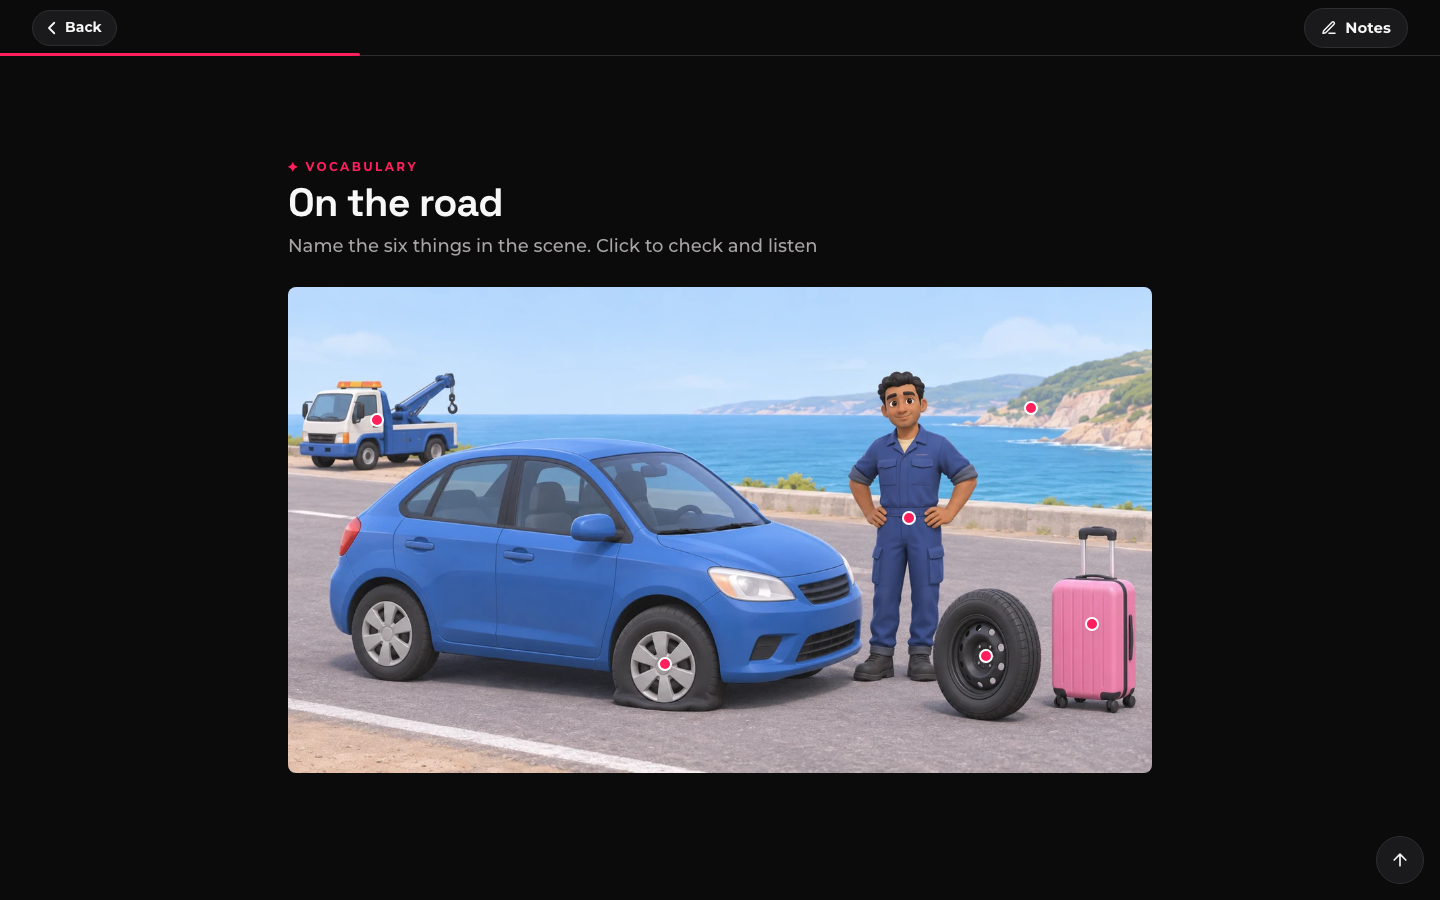 Back
Notes
VOCABULARY
On the road
Name the six things in the scene. Click to check and listen